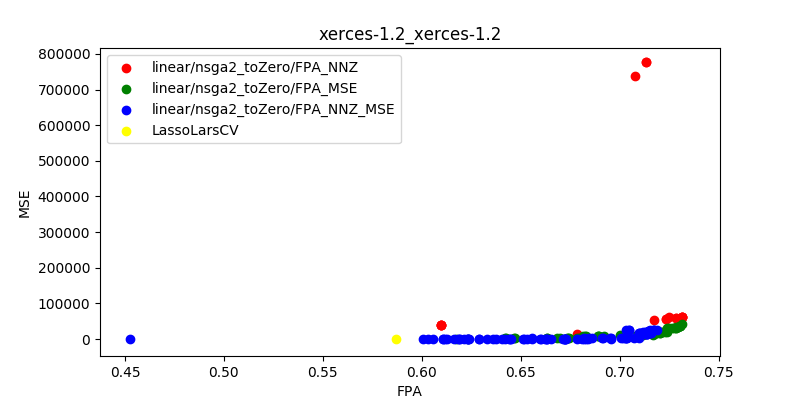 xerces-1.2_xerces-1.2
800000
700000
600000
500000
400000
300000
200000
100000
0
MSE
linear/nsga2_toZero/FPA_NNZ
linear/nsga2_toZero/FPA_MSE
linear/nsga2_toZero/FPA_NNZ_MSE
LassoLarsCV
0.45 0.50 0.55 0.60 0.65 0.70 0.75
FPA